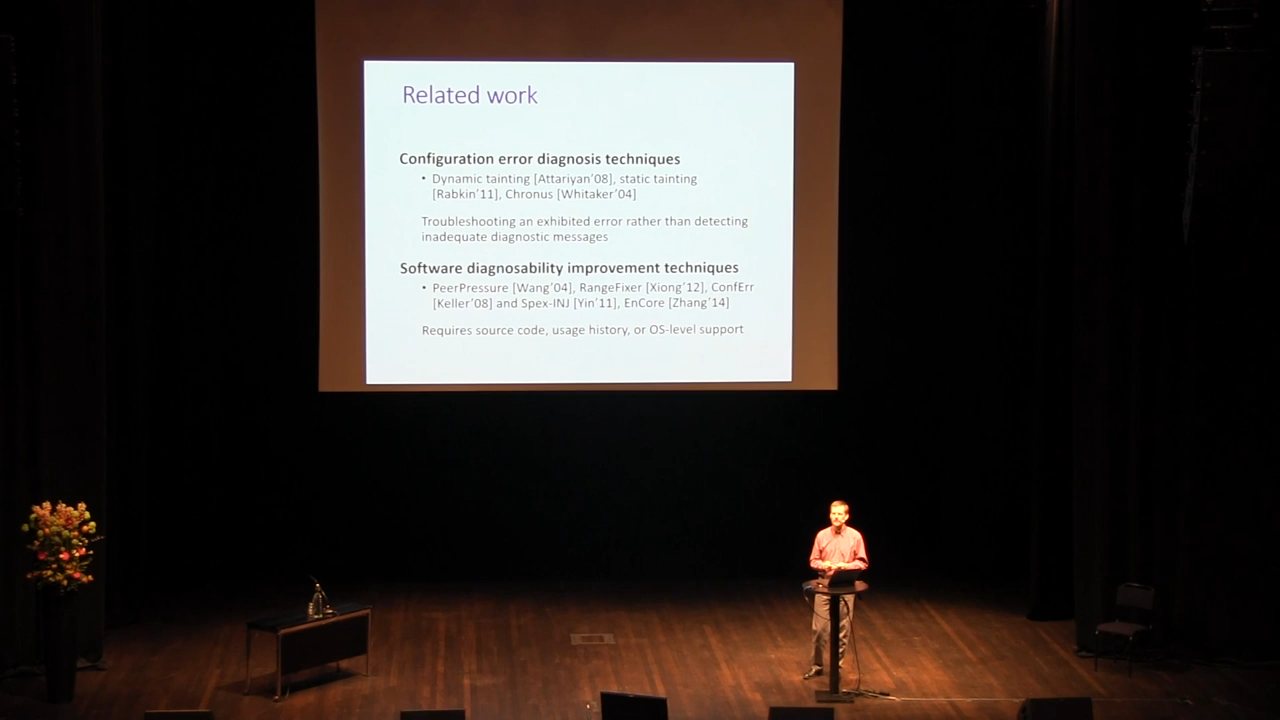 Related work
Configuration error diagnosis techniques
• Dynamic tainting [Attariyan’08], static tainting
[Rabkin’11], Chronus [Whitaker’04]
Troubleshooting an exhibited error rather than detecting
inadequate diagnostic messages
Software diagnosability improvement techniques
• PeerPressure [Wang’04], RangeFixer [Xiong’12], ConfErr
[Keller’08] and Spex-INJ [Yin’11], EnCore [Zhang’14]
Requires source code, usage history, or OS-level support